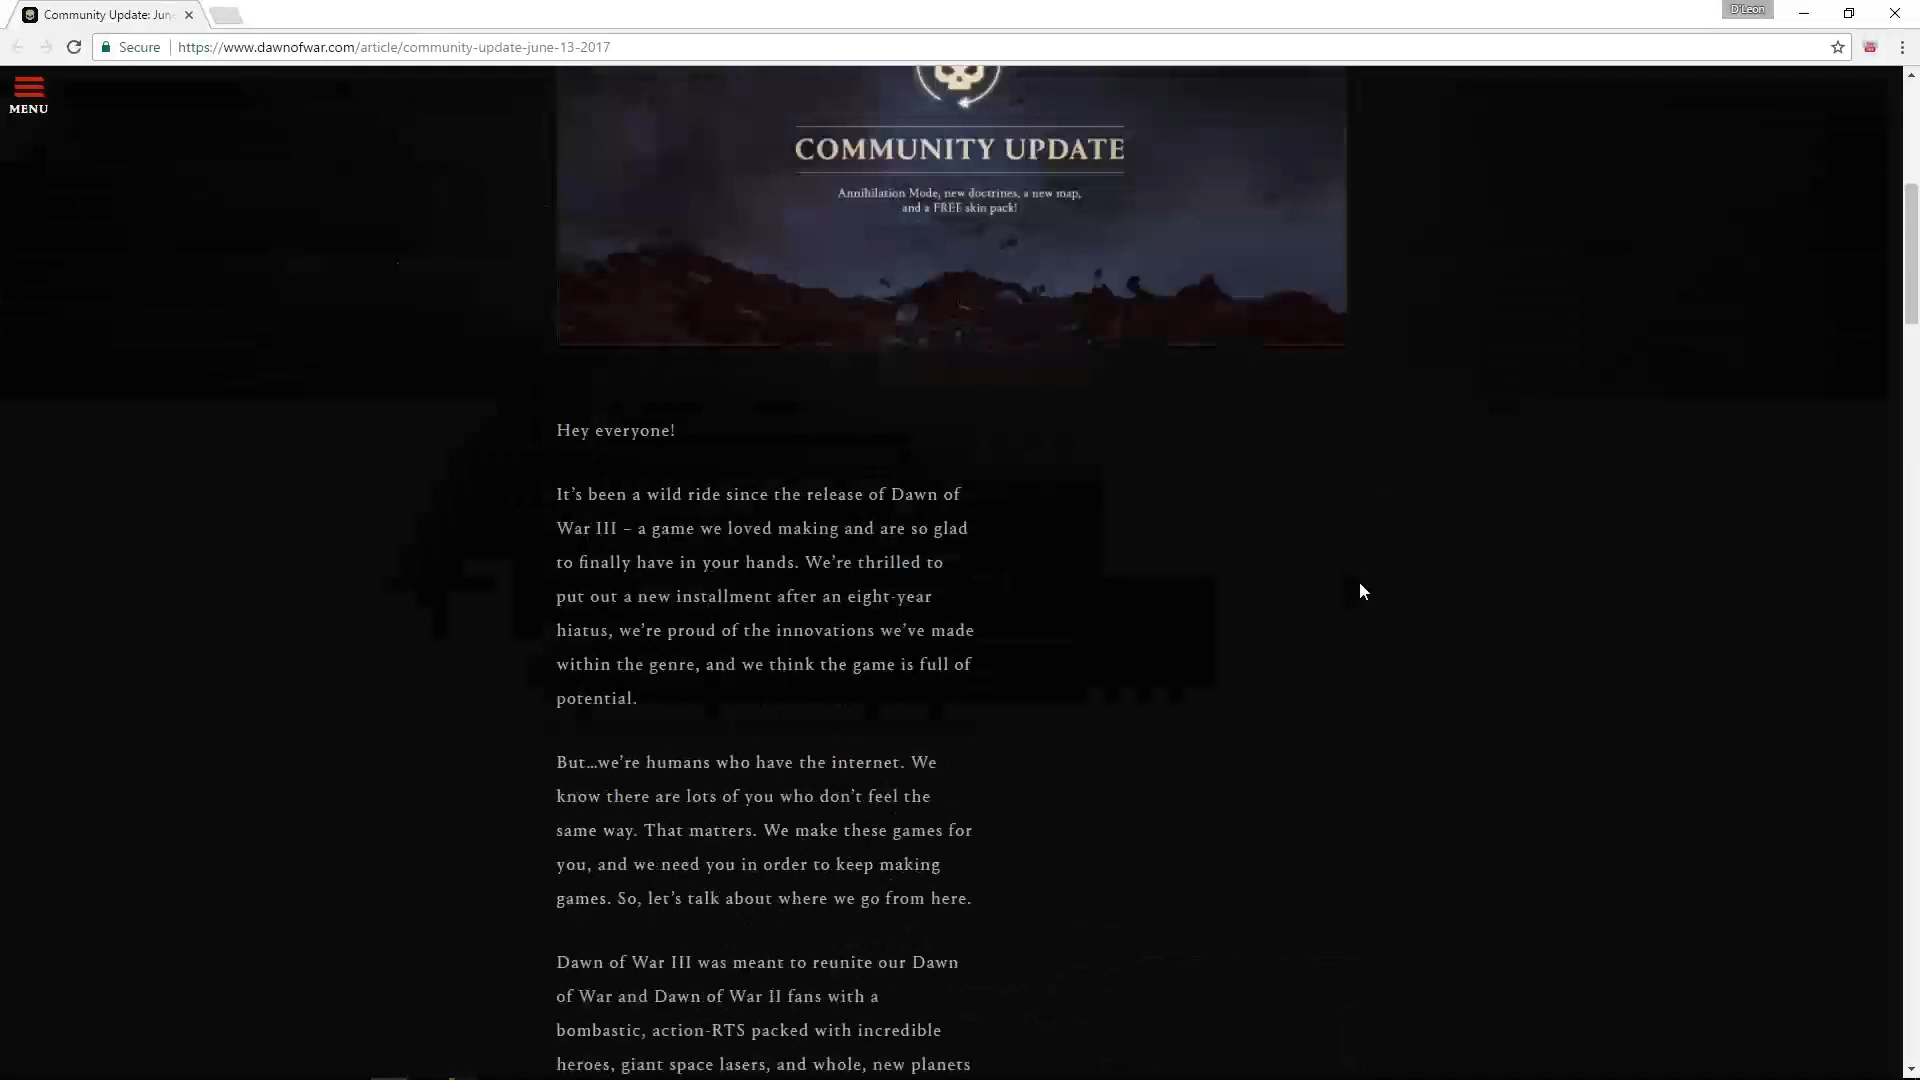 Community Update: Jun
D'Leon
Secure
https://www.dawnofwar.com/article/community-update-june-13-2017
MENU
COMMUNITY UPDATE
Annihilation Mode, new doctrines, a new map,
and a FREE skin pack!
Hey everyone!
It’s been a wild ride since the release of Dawn of
War III – a game we loved making and are so glad
to finally have in your hands. We’re thrilled to
put out a new installment after an eight-year
hiatus, we’re proud of the innovations we’ve made
within the genre, and we think the game is full of
potential.
But…we’re humans who have the internet. We
know there are lots of you who don’t feel the
same way. That matters. We make these games for
you, and we need you in order to keep making
games. So, let’s talk about where we go from here.
Dawn of War III was meant to reunite our Dawn
of War and Dawn of War II fans with a
bombastic, action-RTS packed with incredible
heroes, giant space lasers, and whole, new planets